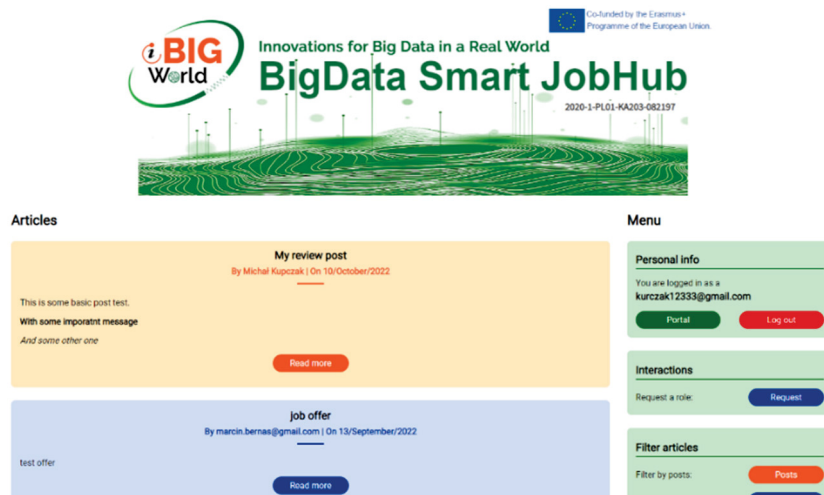 Co-funded by the Erasmus+
Programme of the European Union.
iBIG
World
Innovations for Big Data in a Real World
BigData Smart JobHub
2020-1-PL01-KA203-082197
Articles
My review post
By Michał Kupczak | On 10/October/2022
This is some basic post test.
With some imporatnt message
And some other one
Read more
job offer
By marcin.bernas@gmail.com | On 13/September/2022
test offer
Read more
Menu
Personal info
You are logged in as a
kurczak12333@gmail.com
Portal Log out
Interactions
Request a role: Request
Filter articles
Filter by posts: Posts